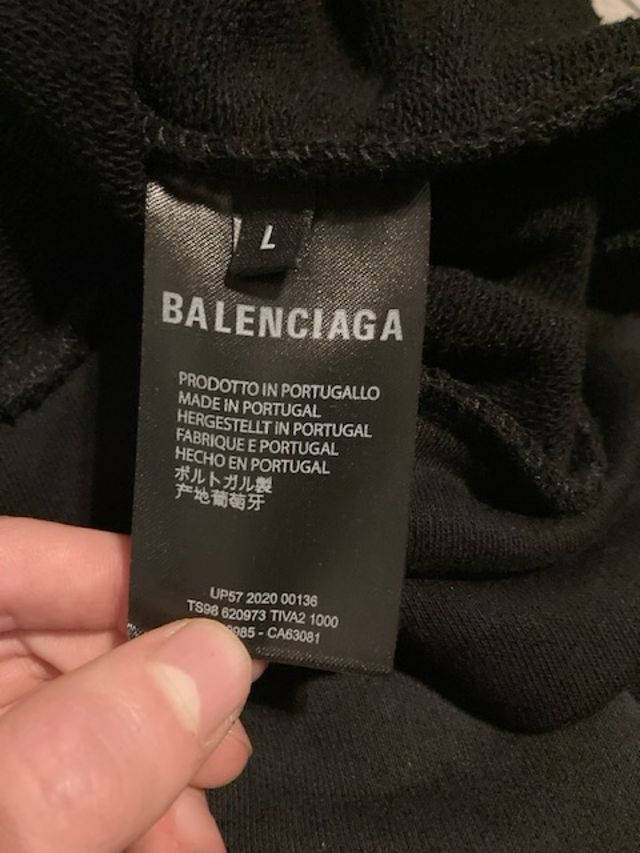 L
BALENCIAGA
PRODOTTO IN PORTUGALLO
MADE IN PORTUGAL
HERGESTELLT IN PORTUGAL
FABRIQUE E PORTUGAL
HECHO EN PORTUGAL
ポルトガル製
产地葡萄牙
UP57 2020 00136
TS98 620973 TIVA2 1000
- CA63081